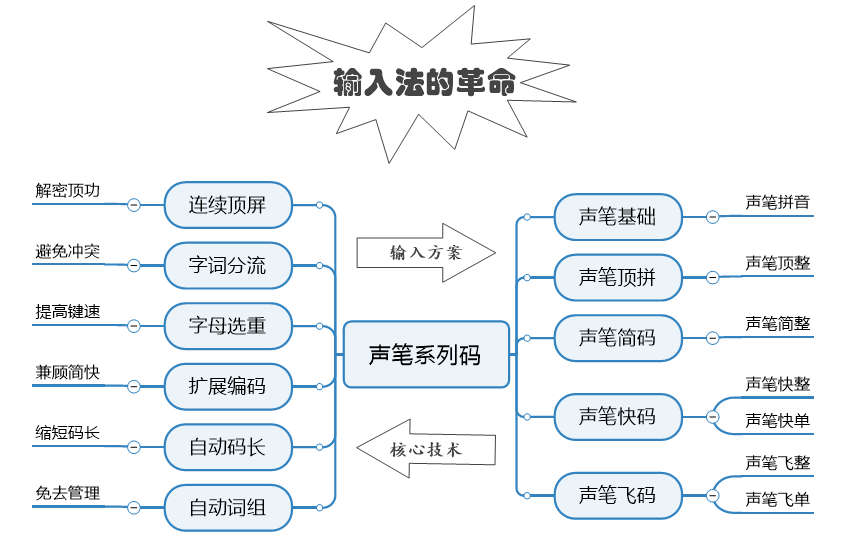 输入法的革命
解密顶功
连续顶屏
避免冲突
字词分流
提高键速
字母选重
兼顾简快
扩展编码
缩短码长
自动码长
免去管理
自动词组
输入方案
声笔系列码
核心技术
声笔基础
声笔拼音
声笔顶拼
声笔顶整
声笔简码
声笔简整
声笔快码
声笔快整
声笔快单
声笔飞码
声笔飞整
声笔飞单